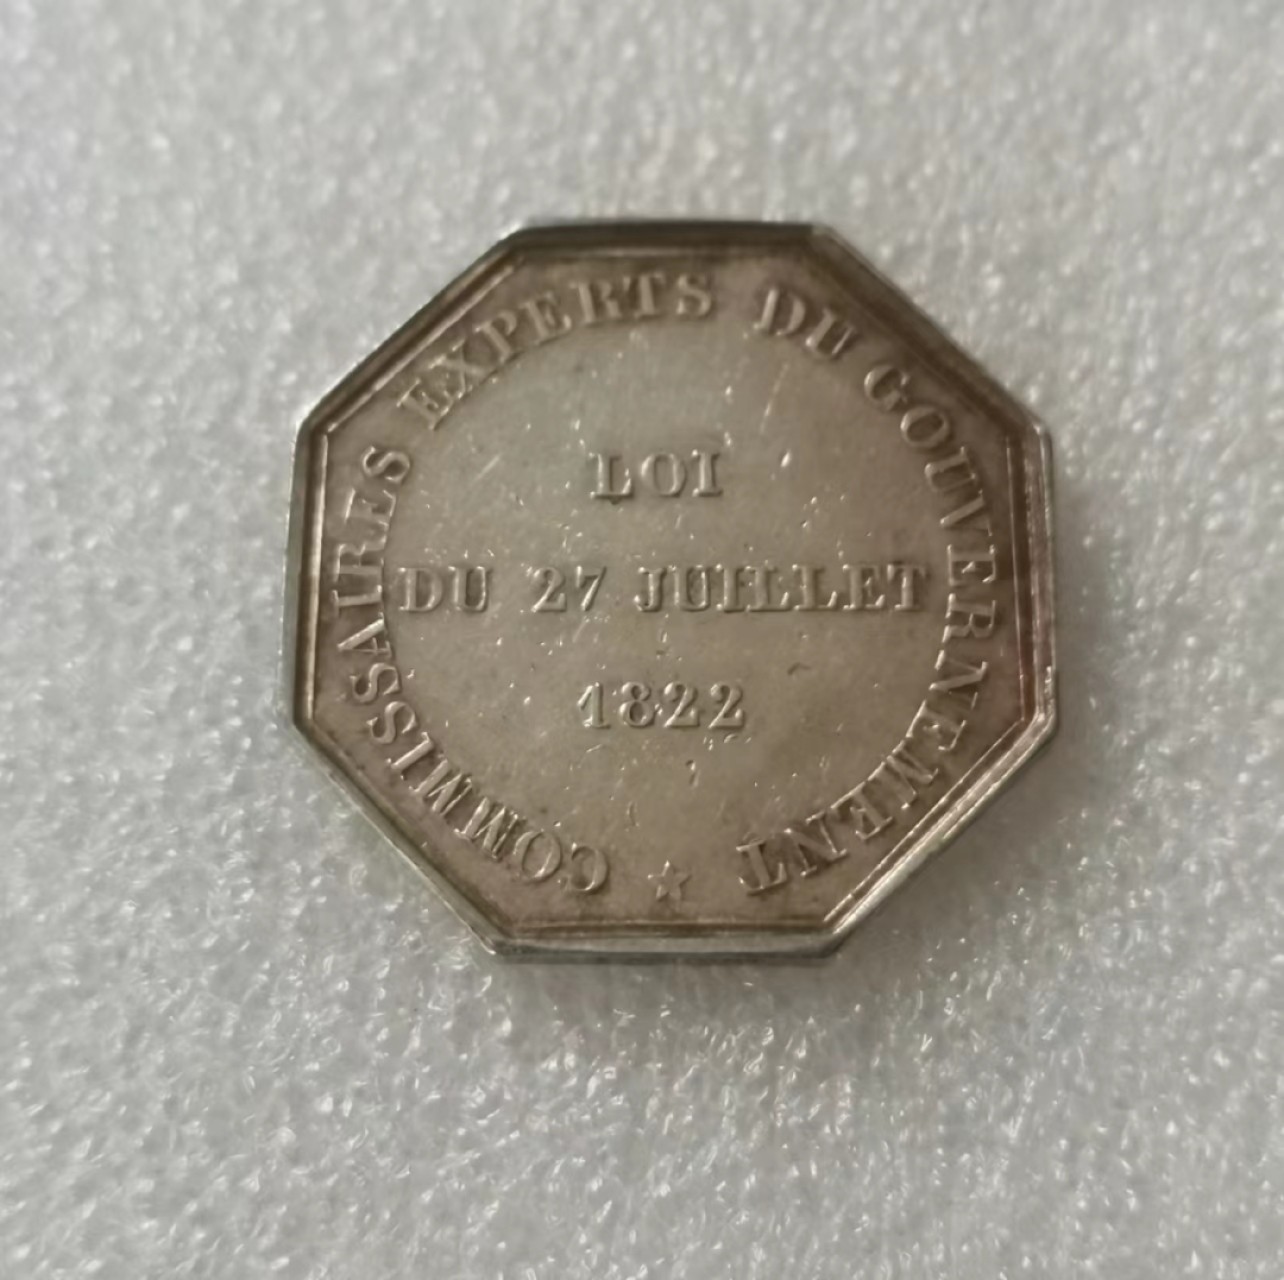 COMMISSAIRES EXPERTS DU GOUVERNEMENT
LOI
DU 27 JUILLET
1822